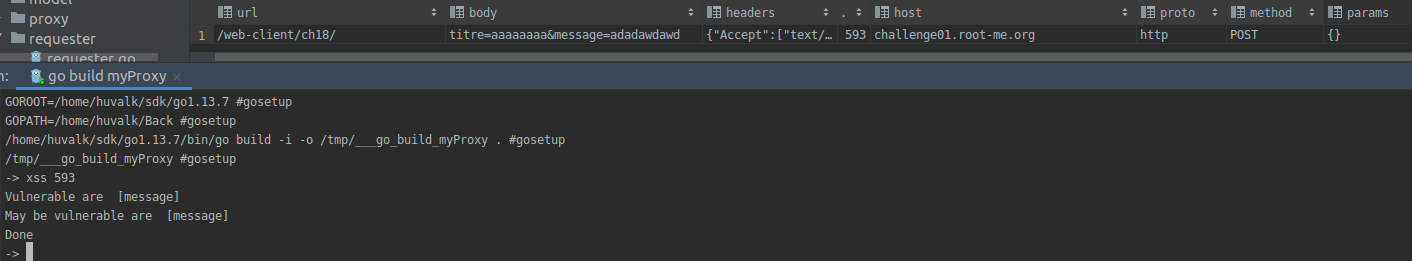 model
proxy
requester
requester.go
url body headers . host proto method params
1 /web-client/ch18/ titre=aaaaaaaa&message=adadawdawd {"Accept":["text/… 593 challenge01.root-me.org http POST {}
n: go build myProxy ×
GOROOT=/home/huvalk/sdk/go1.13.7 #gosetup
GOPATH=/home/huvalk/Back #gosetup
/home/huvalk/sdk/go1.13.7/bin/go build -i -o /tmp/___go_build_myProxy . #gosetup
/tmp/___go_build_myProxy #gosetup
-> xss 593
Vulnerable are  [message]
May be vulnerable are  [message]
Done
->